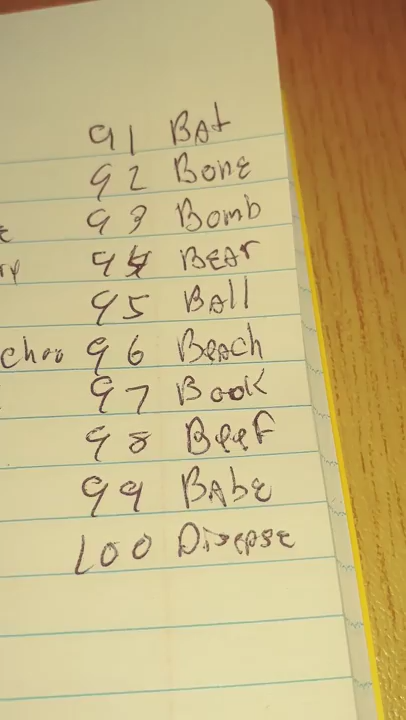 91 BAt
92 Bone
93 Bomb
94 BEAr
95 BAll
choo 96 BeAch
97 Book
98 BeeF
99 BAbe
100 Disease